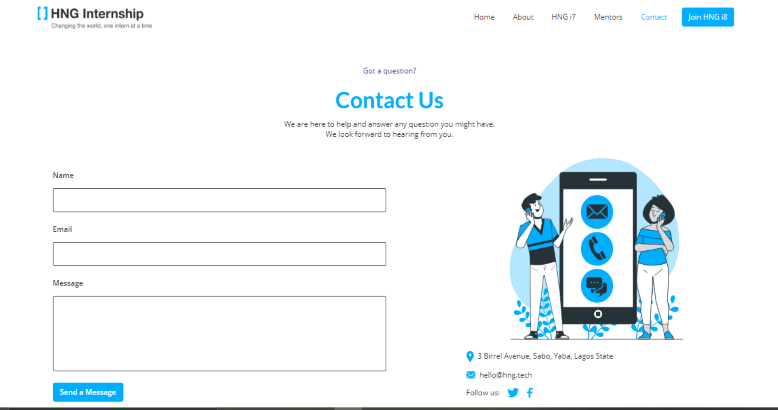 [] HNG Internship
Changing the world, one intern at a time
Home About HNG i7 Mentors Contact Join HNG i8
Got a question?
Contact Us
We are here to help and answer any question you might have.
We look forward to hearing from you.
Name
Email
Message
Send a Message
3 Birrel Avenue, Sabo, Yaba, Lagos State
hello@hng.tech
Follow us: